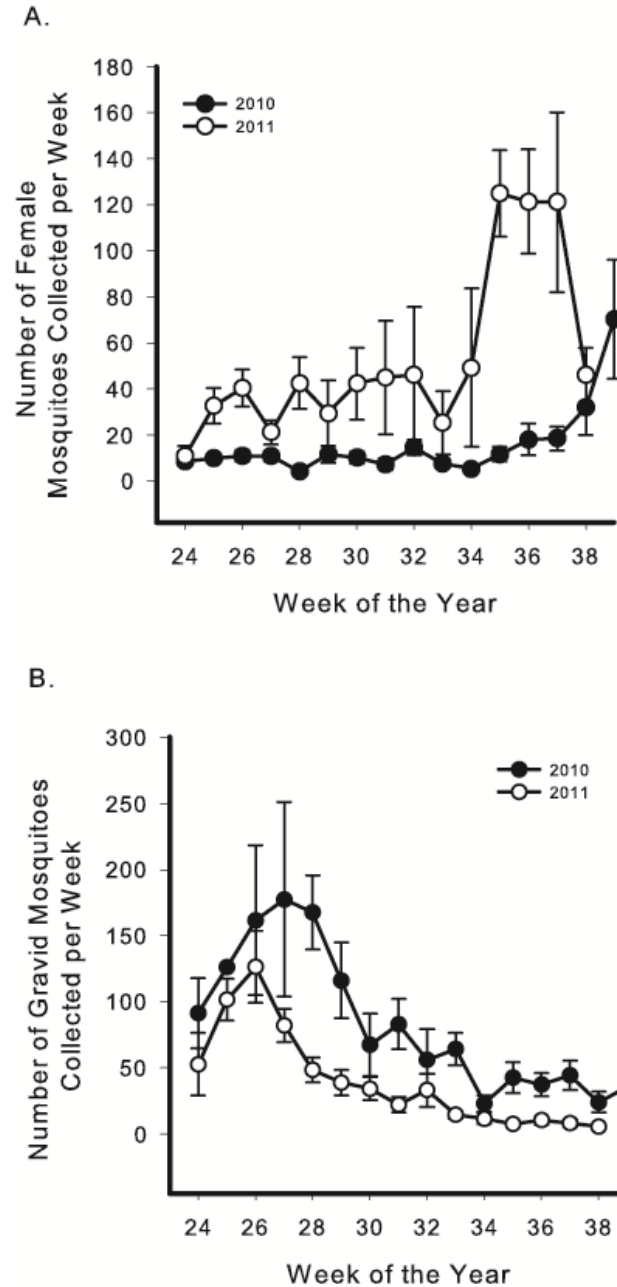 A.
180
160
140
120
100
80
60
40
20
0
2010
2011
Number of Female
Mosquitoes Collected per Week
24 26 28 30 32 34 36 38
Week of the Year
B.
300
250
200
150
100
50
0
2010
2011
Number of Gravid Mosquitoes
Collected per Week
24 26 28 30 32 34 36 38
Week of the Year